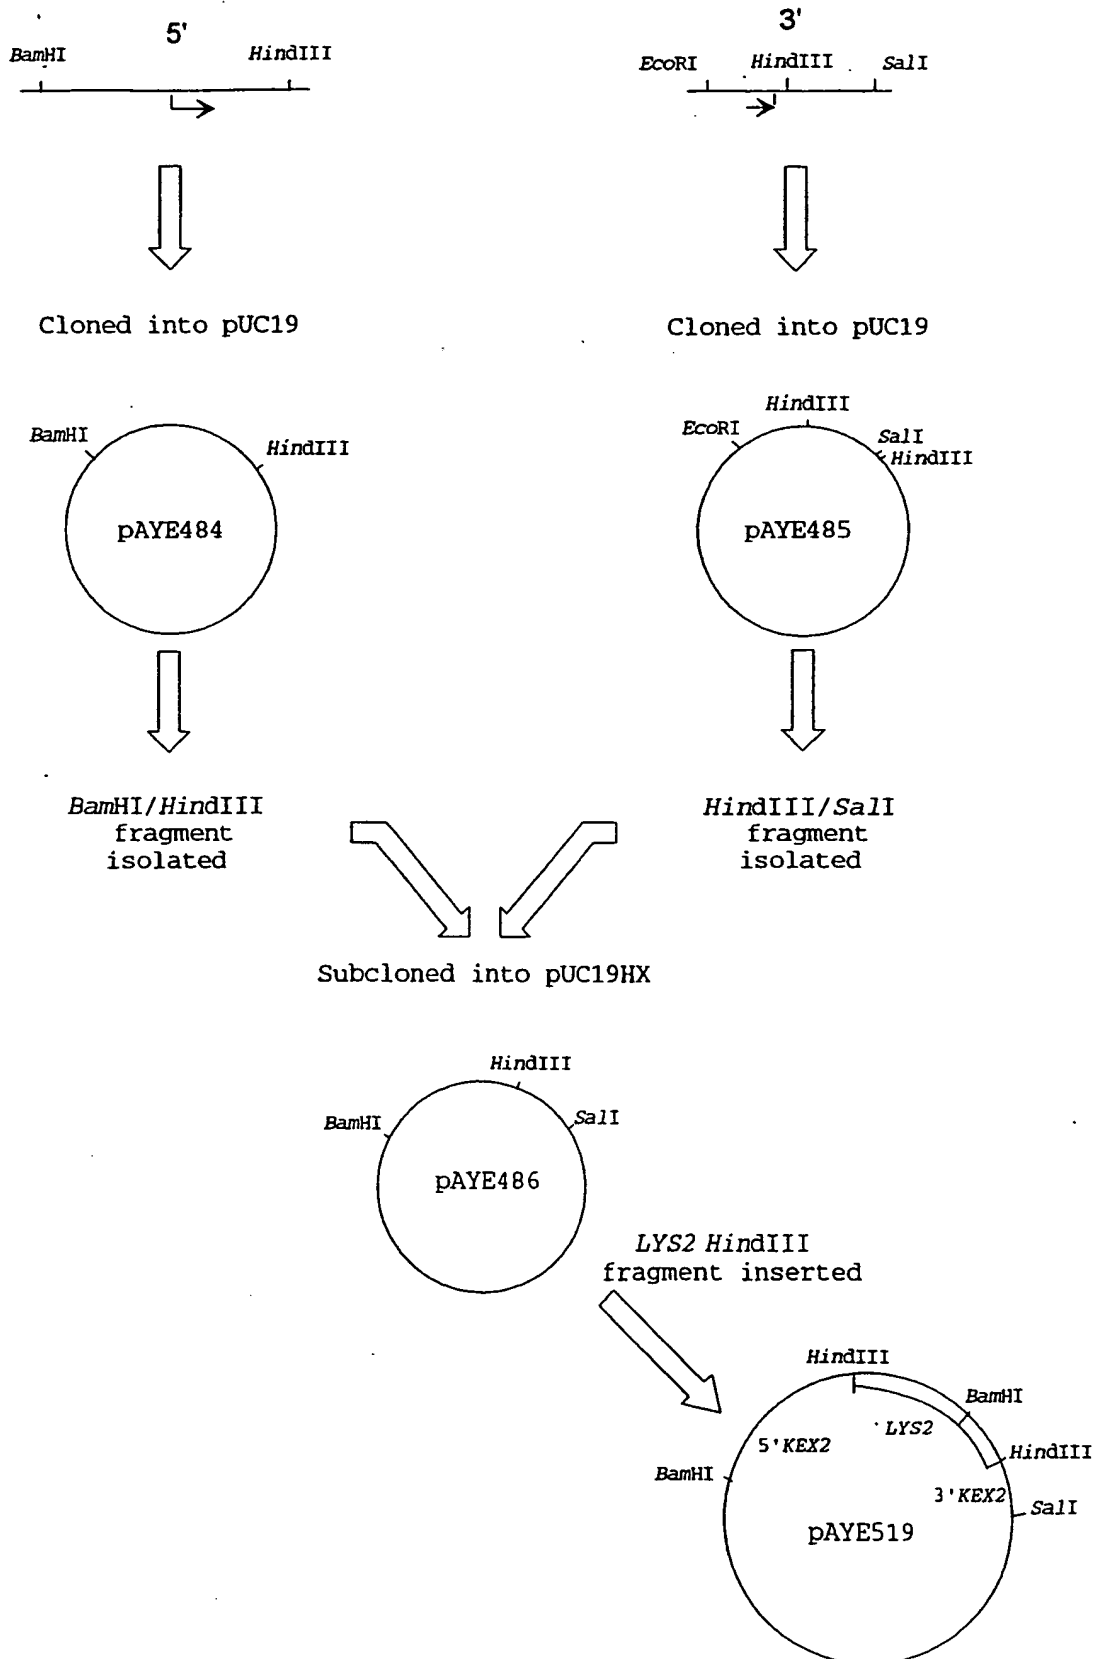 5'
3'
BamHI
HindIII
EcoRI
HindIII
SalI
Cloned into pUC19
Cloned into pUC19
BamHI
HindIII
pAYE484
HindIII
EcoRI
SalI
HindIII
pAYE485
BamHI/HindIII
fragment
isolated
HindIII/SalI
fragment
isolated
Subcloned into pUC19HX
HindIII
BamHI
SalI
pAYE486
LYS2 HindIII
fragment inserted
HindIII
BamHI
LYS2
5'KEX2
HindIII
BamHI
3'KEX2
SalI
pAYE519